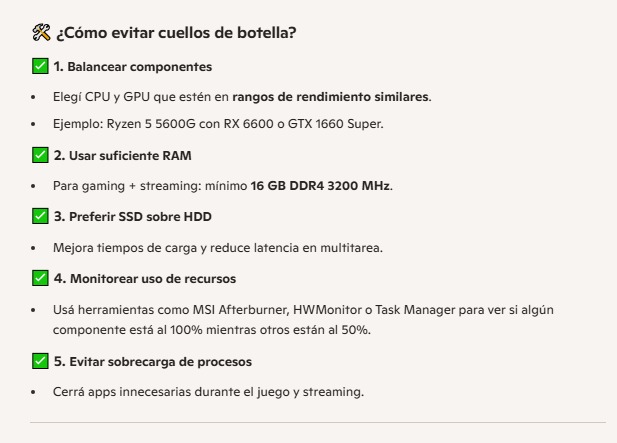 🛠 ¿Cómo evitar cuellos de botella?
✅ 1. Balancear componentes
• Elegí CPU y GPU que estén en rangos de rendimiento similares.
• Ejemplo: Ryzen 5 5600G con RX 6600 o GTX 1660 Super.
✅ 2. Usar suficiente RAM
• Para gaming + streaming: mínimo 16 GB DDR4 3200 MHz.
✅ 3. Preferir SSD sobre HDD
• Mejora tiempos de carga y reduce latencia en multitarea.
✅ 4. Monitorear uso de recursos
• Usá herramientas como MSI Afterburner, HWMonitor o Task Manager para ver si algún
componente está al 100% mientras otros están al 50%.
✅ 5. Evitar sobrecarga de procesos
• Cerrá apps innecesarias durante el juego y streaming.